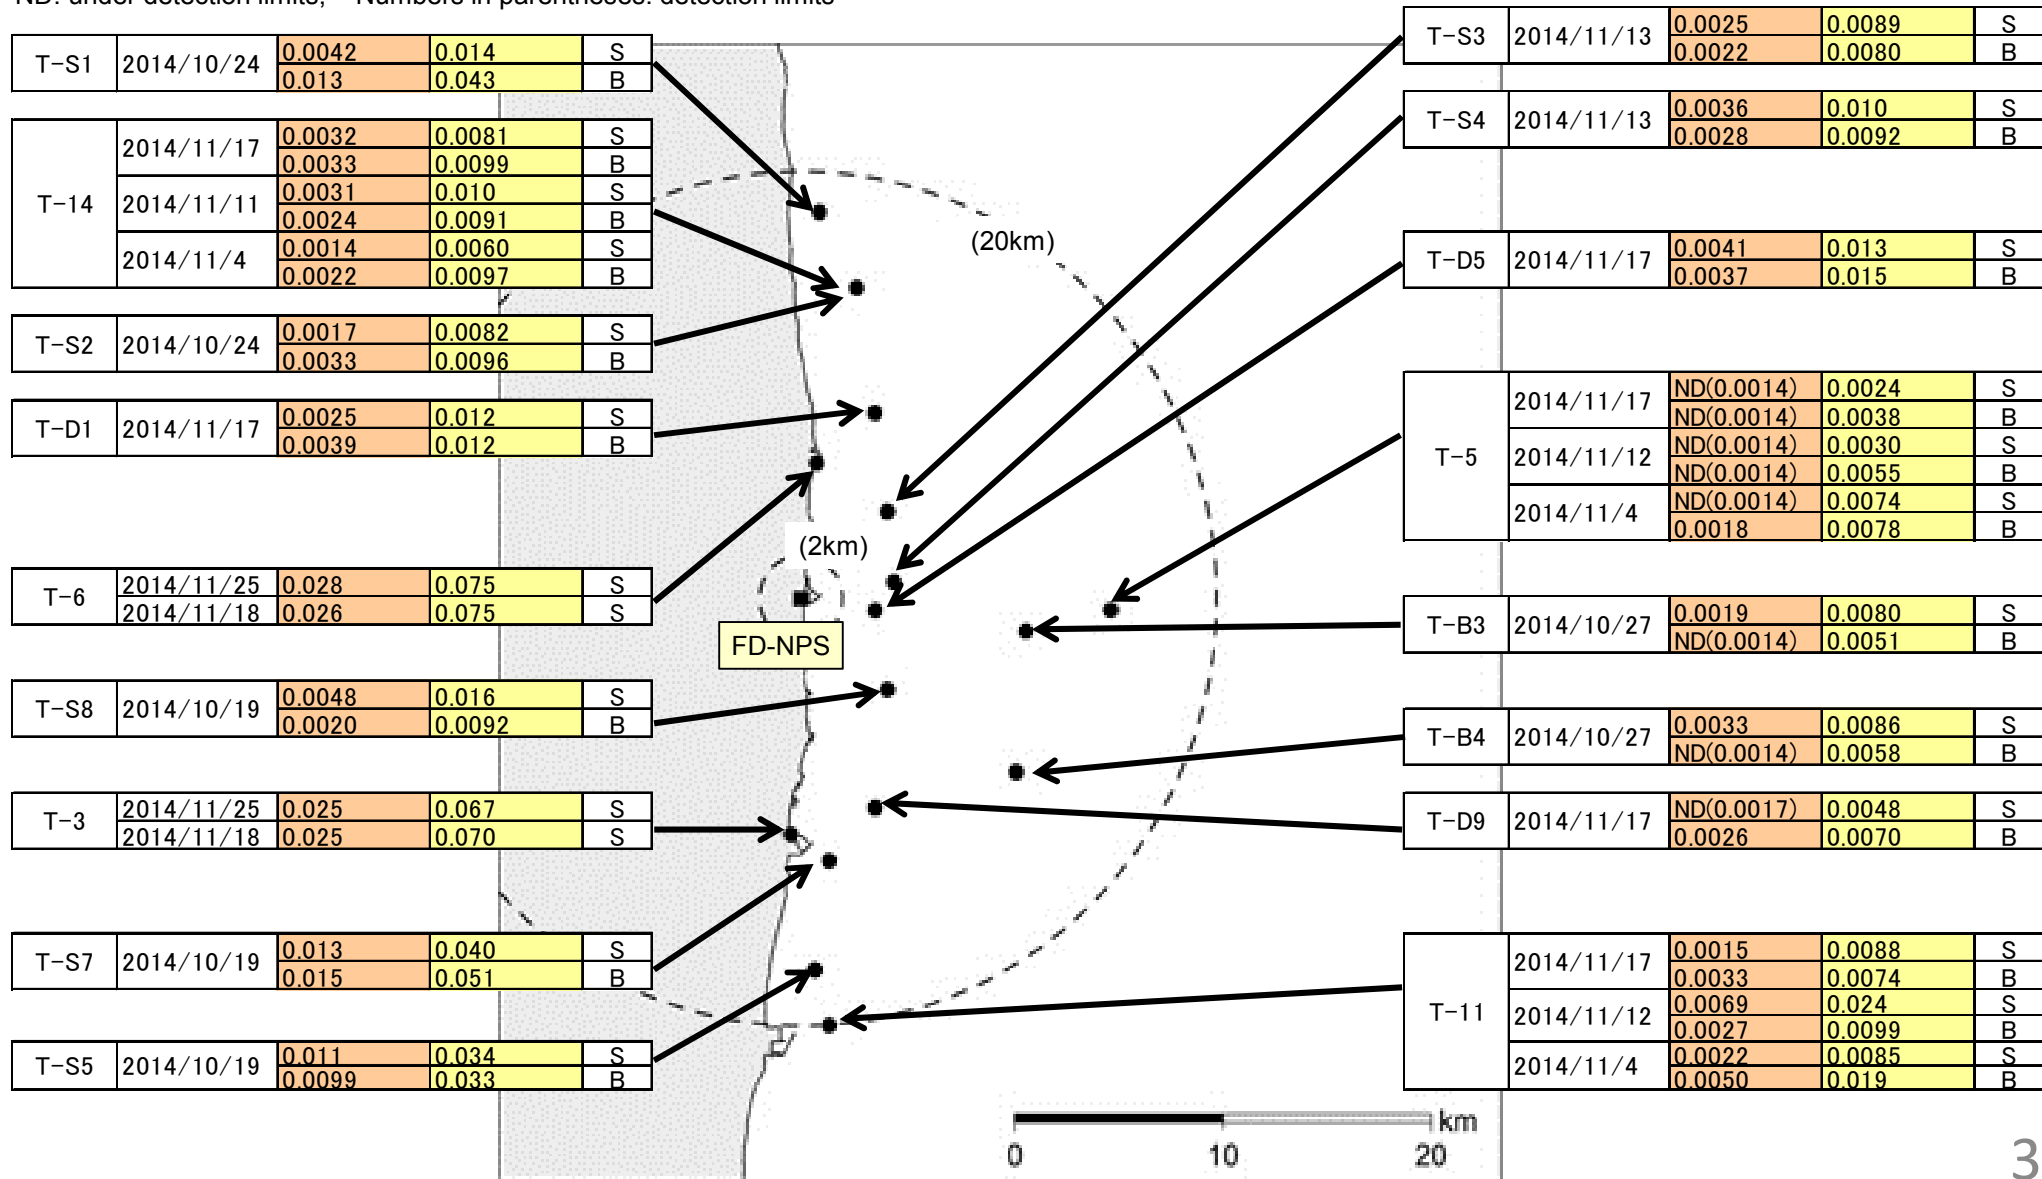 ND: under detection limits; Numbers in parentheses: detection limits
T-S1 2014/10/24 0.0042 0.014 S
0.013 0.043 B
T-14 2014/11/17 0.0032 0.0081 S
0.0033 0.0099 B
2014/11/11 0.0031 0.010 S
0.0024 0.0091 B
2014/11/4 0.0014 0.0060 S
0.0022 0.0097 B
T-S2 2014/10/24 0.0017 0.0082 S
0.0033 0.0096 B
T-D1 2014/11/17 0.0025 0.012 S
0.0039 0.012 B
T-6 2014/11/25 0.028 0.075 S
2014/11/18 0.026 0.075 S
T-S8 2014/10/19 0.0048 0.016 S
0.0020 0.0092 B
T-3 2014/11/25 0.025 0.067 S
2014/11/18 0.025 0.070 S
T-S7 2014/10/19 0.013 0.040 S
0.015 0.051 B
T-S5 2014/10/19 0.011 0.034 S
0.0099 0.033 B
(20km)
(2km)
FD-NPS
T-S3 2014/11/13 0.0025 0.0089 S
0.0022 0.0080 B
T-S4 2014/11/13 0.0036 0.010 S
0.0028 0.0092 B
T-D5 2014/11/17 0.0041 0.013 S
0.0037 0.015 B
T-5 2014/11/17 ND(0.0014) 0.0024 S
ND(0.0014) 0.0038 B
2014/11/12 ND(0.0014) 0.0030 S
ND(0.0014) 0.0055 B
2014/11/4 ND(0.0014) 0.0074 S
0.0018 0.0078 B
T-B3 2014/10/27 0.0019 0.0080 S
ND(0.0014) 0.0051 B
T-B4 2014/10/27 0.0033 0.0086 S
ND(0.0014) 0.0058 B
T-D9 2014/11/17 ND(0.0017) 0.0048 S
0.0026 0.0070 B
T-11 2014/11/17 0.0015 0.0088 S
0.0033 0.0074 B
2014/11/12 0.0069 0.024 S
0.0027 0.0099 B
2014/11/4 0.0022 0.0085 S
0.0050 0.019 B
km
0 10 20
3